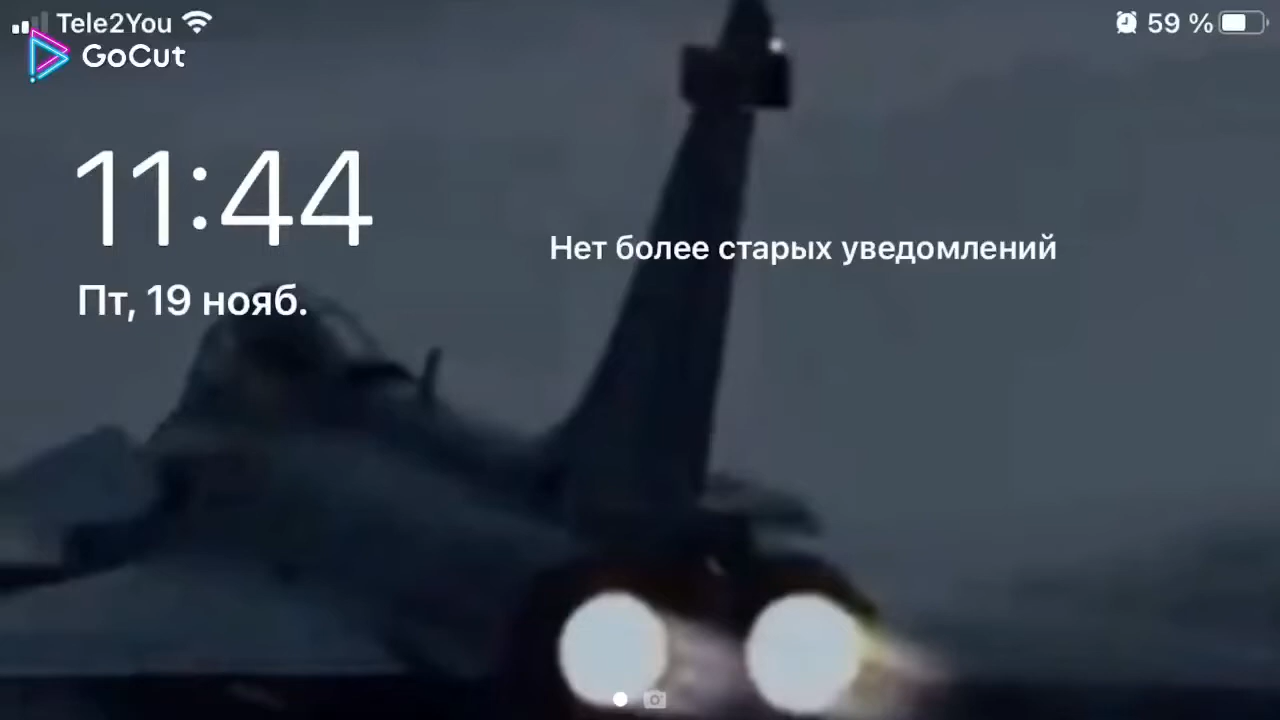 Tele2You
59 %
GoCut
11:44
Нет более старых уведомлений
Пт, 19 нояб.